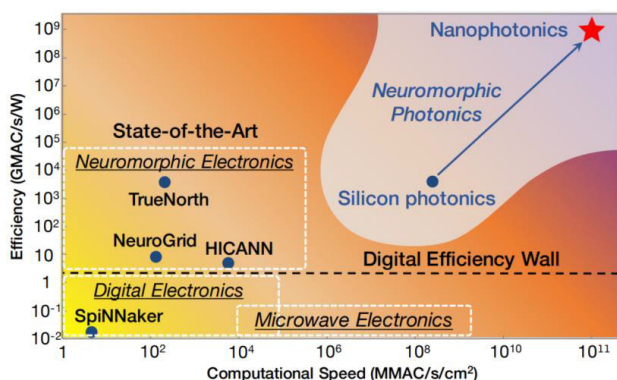 10⁹
10⁸
10⁷
10⁶
10⁵
10⁴
10³
10²
10
1
10⁻¹
10⁻²
Efficiency (GMAC/s/W)
Nanophotonics
Neuromorphic
Photonics
State-of-the-Art
Neuromorphic Electronics
TrueNorth
Silicon photonics
NeuroGrid
HICANN
Digital Efficiency Wall
Digital Electronics
SpiNNaker
Microwave Electronics
1 10² 10⁴ 10⁶ 10⁸ 10¹⁰ 10¹¹
Computational Speed (MMAC/s/cm²)